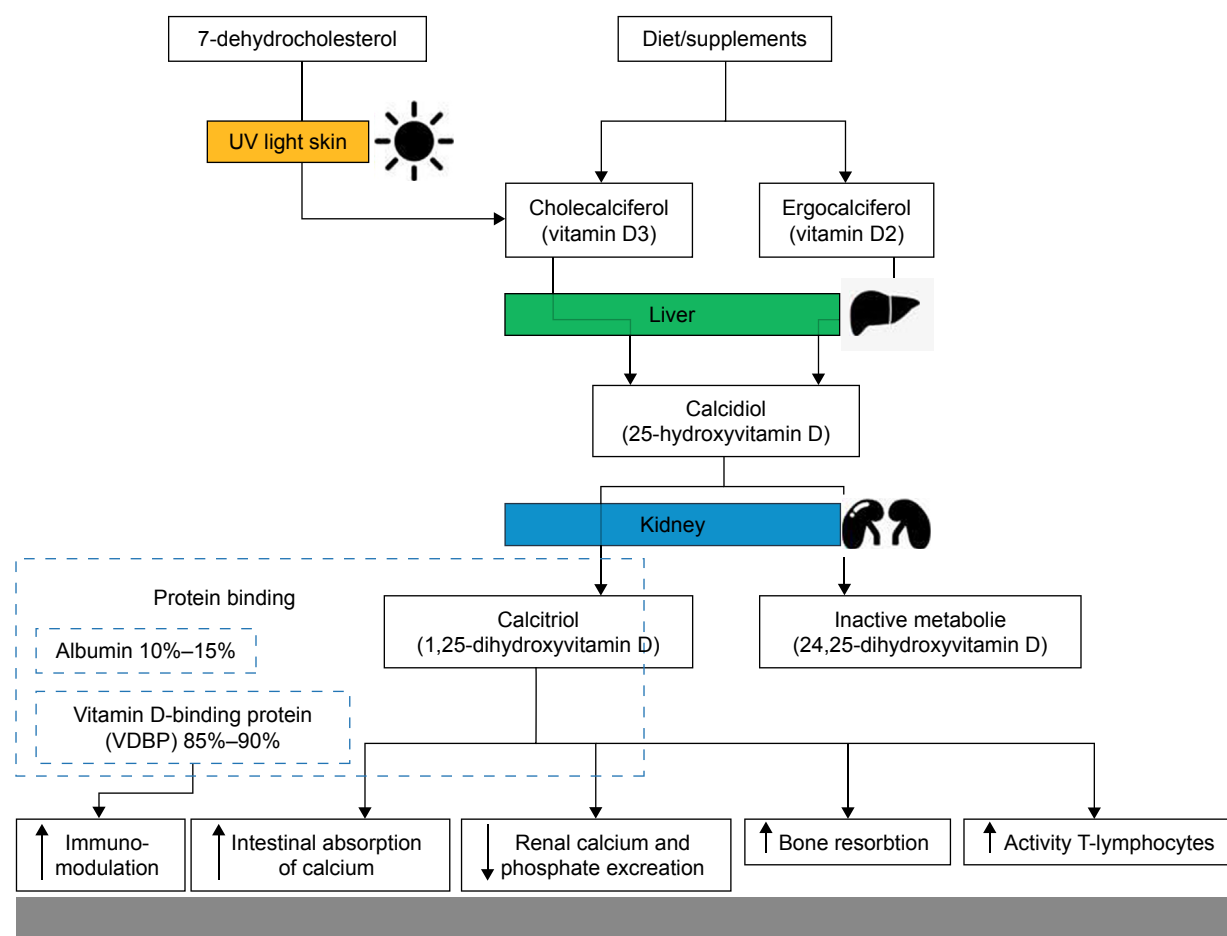 7-dehydrocholesterol
Diet/supplements
UV light skin
Cholecalciferol
(vitamin D3)
Ergocalciferol
(vitamin D2)
Liver
Calcidiol
(25-hydroxyvitamin D)
Kidney
Protein binding
Calcitriol
(1,25-dihydroxyvitamin D)
Inactive metabolie
(24,25-dihydroxyvitamin D)
Albumin 10%–15%
Vitamin D-binding protein
(VDBP) 85%–90%
Immuno-
modulation
Intestinal absorption
of calcium
Renal calcium and
phosphate excreation
Bone resorbtion
Activity T-lymphocytes